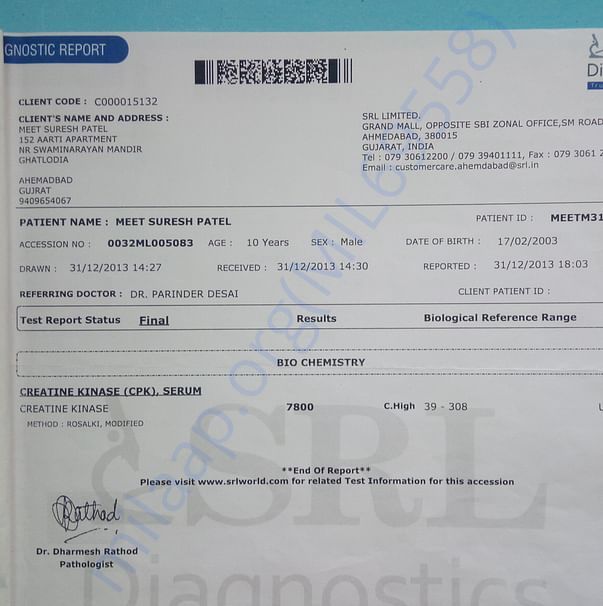 GNOSTIC REPORT
Di
CLIENT CODE : C000015132
CLIENT'S NAME AND ADDRESS :
MEET SURESH PATEL
152 AARTI APARTMENT
NR SWAMINARAYAN MANDIR
GHATLODIA
AHEMADBAD
GUJRAT
9409654067
SRL LIMITED.
GRAND MALL, OPPOSITE SBI ZONAL OFFICE,SM ROAD
AHMEDABAD, 380015
GUJARAT, INDIA
Tel : 079 30612200 / 079 39401111, Fax : 079 3061 2
Email : customercare.ahemdabad@srl.in
PATIENT NAME : MEET SURESH PATEL PATIENT ID : MEETM31
ACCESSION NO : 0032ML005083 AGE : 10 Years SEX : Male DATE OF BIRTH : 17/02/2003
DRAWN : 31/12/2013 14:27 RECEIVED : 31/12/2013 14:30 REPORTED : 31/12/2013 18:03
REFERRING DOCTOR : DR. PARINDER DESAI CLIENT PATIENT ID :
Test Report Status Final Results Biological Reference Range
BIO CHEMISTRY
CREATINE KINASE (CPK), SERUM
CREATINE KINASE 7800 C.High 39 - 308 U
METHOD : ROSALKI, MODIFIED
**End Of Report**
Please visit www.srlworld.com for related Test Information for this accession
Rathod
Dr. Dharmesh Rathod
Pathologist
SRL
Diagnostics